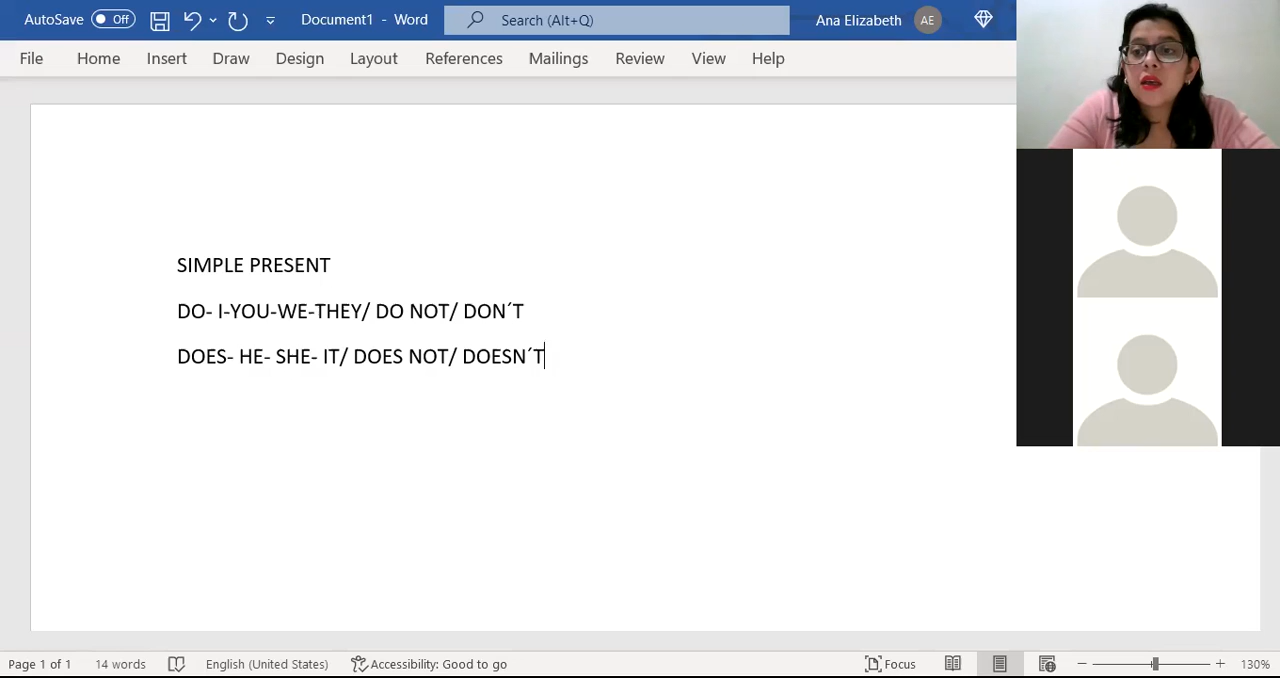 AutoSave Off Document1 - Word Search (Alt+Q) Ana Elizabeth AE
File Home Insert Draw Design Layout References Mailings Review View Help
SIMPLE PRESENT
DO- I-YOU-WE-THEY/ DO NOT/ DON´T
DOES- HE- SHE- IT/ DOES NOT/ DOESN´T
Page 1 of 1 14 words English (United States) Accessibility: Good to go Focus 130%